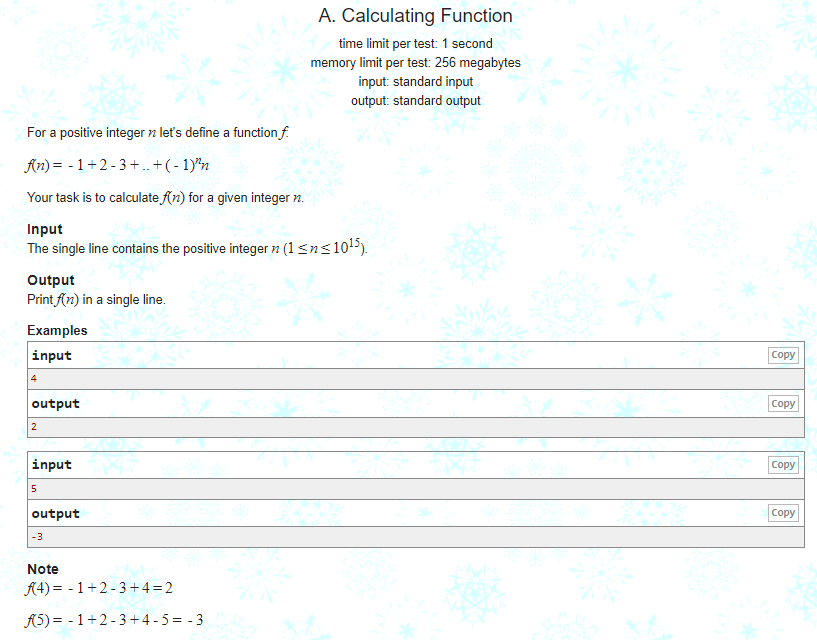 A. Calculating Function
time limit per test: 1 second
memory limit per test: 256 megabytes
input: standard input
output: standard output
For a positive integer n let's define a function f:
f(n) = - 1 + 2 - 3 + .. + ( - 1)ⁿn
Your task is to calculate f(n) for a given integer n.
Input
The single line contains the positive integer n (1 ≤ n ≤ 10¹⁵).
Output
Print f(n) in a single line.
Examples
input Copy
4
output Copy
2
input Copy
5
output Copy
-3
Note
f(4) = - 1 + 2 - 3 + 4 = 2
f(5) = - 1 + 2 - 3 + 4 - 5 = - 3